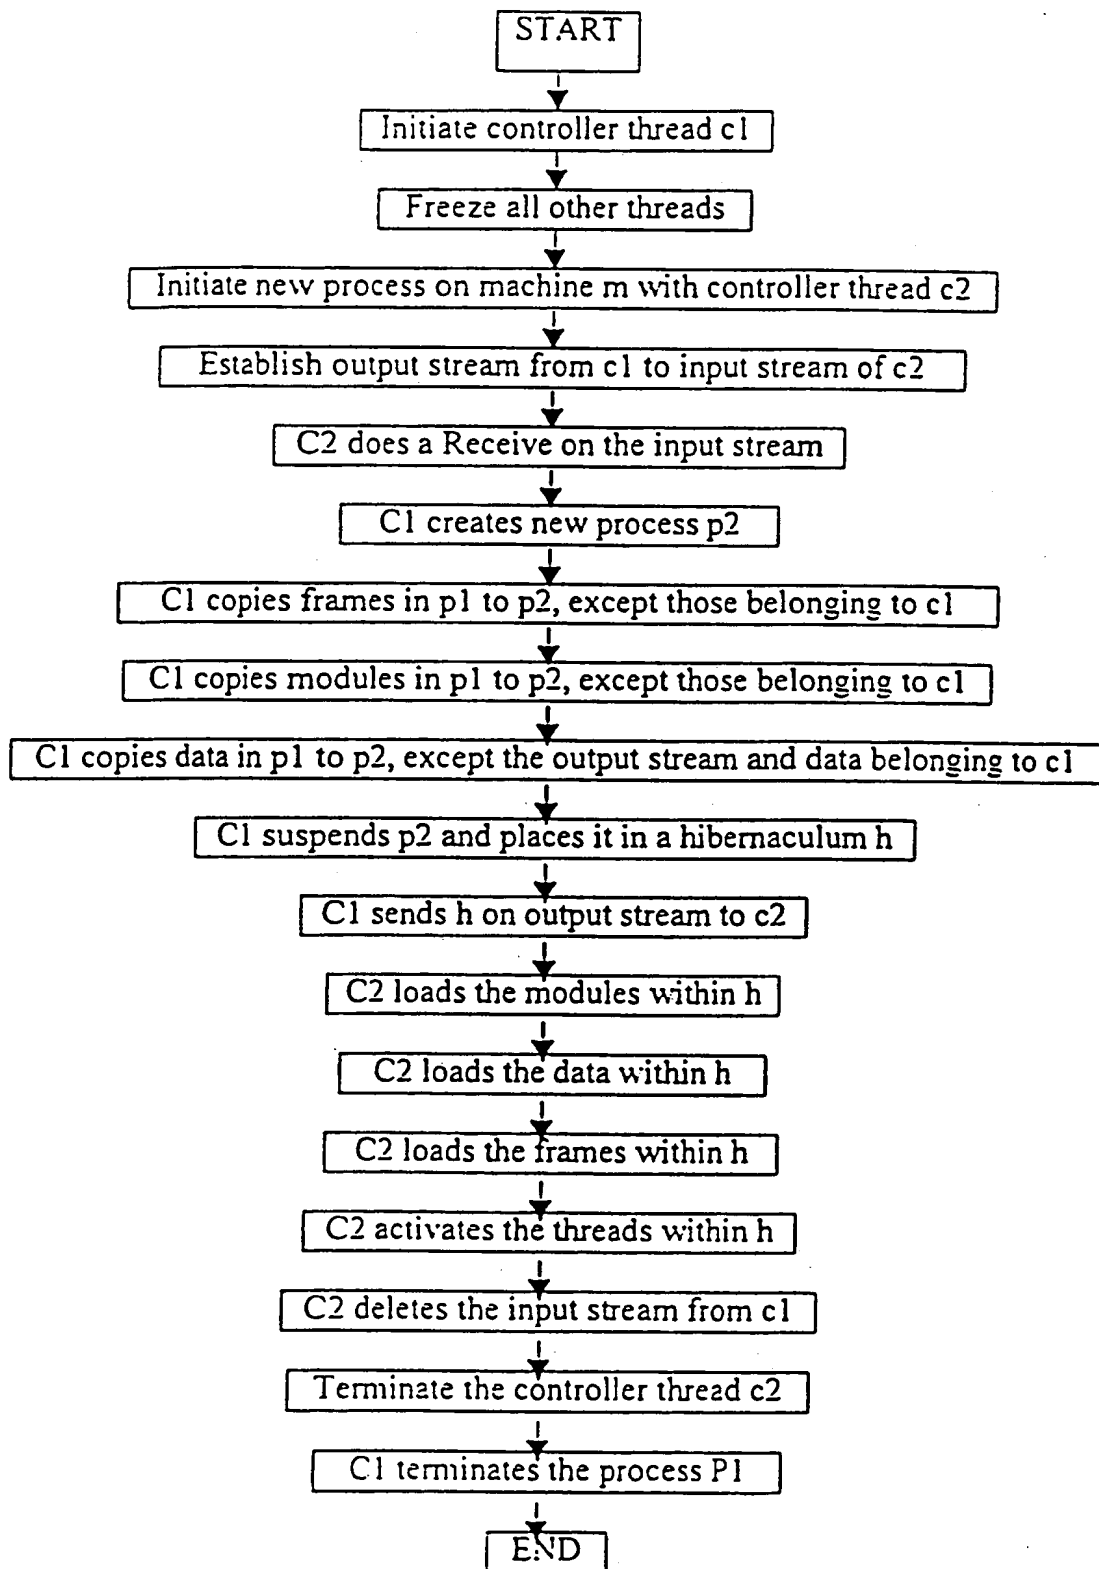 START
Initiate controller thread c1
Freeze all other threads
Initiate new process on machine m with controller thread c2
Establish output stream from c1 to input stream of c2
C2 does a Receive on the input stream
C1 creates new process p2
C1 copies frames in p1 to p2, except those belonging to c1
C1 copies modules in p1 to p2, except those belonging to c1
C1 copies data in p1 to p2, except the output stream and data belonging to c1
C1 suspends p2 and places it in a hibernaculum h
C1 sends h on output stream to c2
C2 loads the modules within h
C2 loads the data within h
C2 loads the frames within h
C2 activates the threads within h
C2 deletes the input stream from c1
Terminate the controller thread c2
C1 terminates the process P1
END